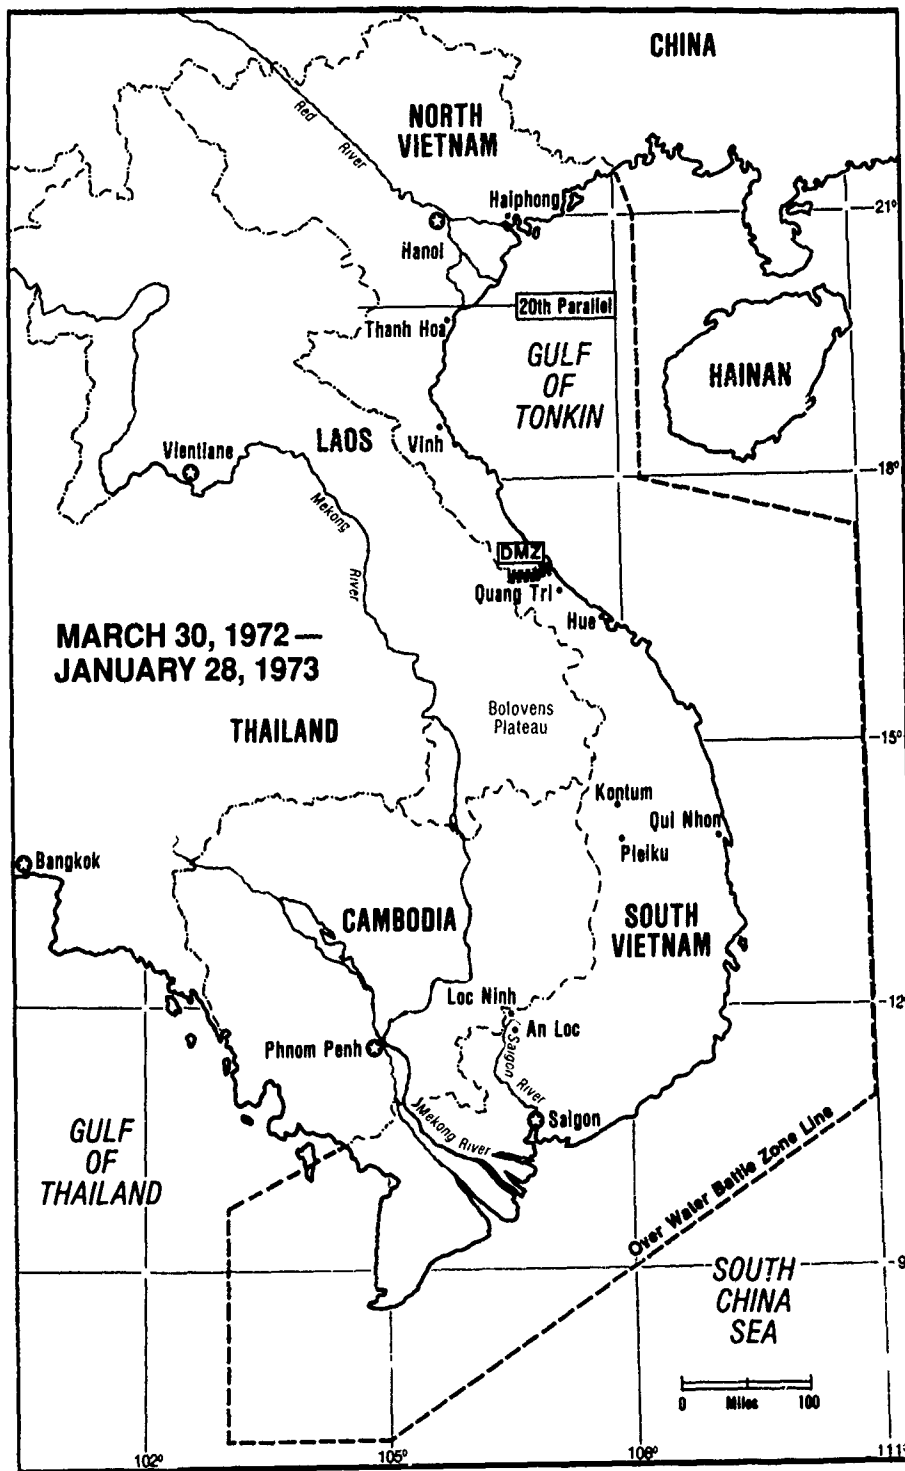 CHINA
NORTH
VIETNAM
Red
River
Haiphong
21°
Hanoi
20th Parallel
Thanh Hoa
GULF
OF
TONKIN
HAINAN
LAOS
Vinh
Vientiane
18°
Mekong
River
DMZ
Quang Tri
Hue
MARCH 30, 1972—
JANUARY 28, 1973
THAILAND
Bolovens
Plateau
15°
Kontum
Qui Nhon
Pleiku
Bangkok
CAMBODIA
SOUTH
VIETNAM
Loc Ninh
12°
An Loc
Phnom Penh
Saigon
River
Mekong River
Saigon
GULF
OF
THAILAND
Over Water Battle Zone Line
9
SOUTH
CHINA
SEA
0 Miles 100
102°
105°
108°
111°